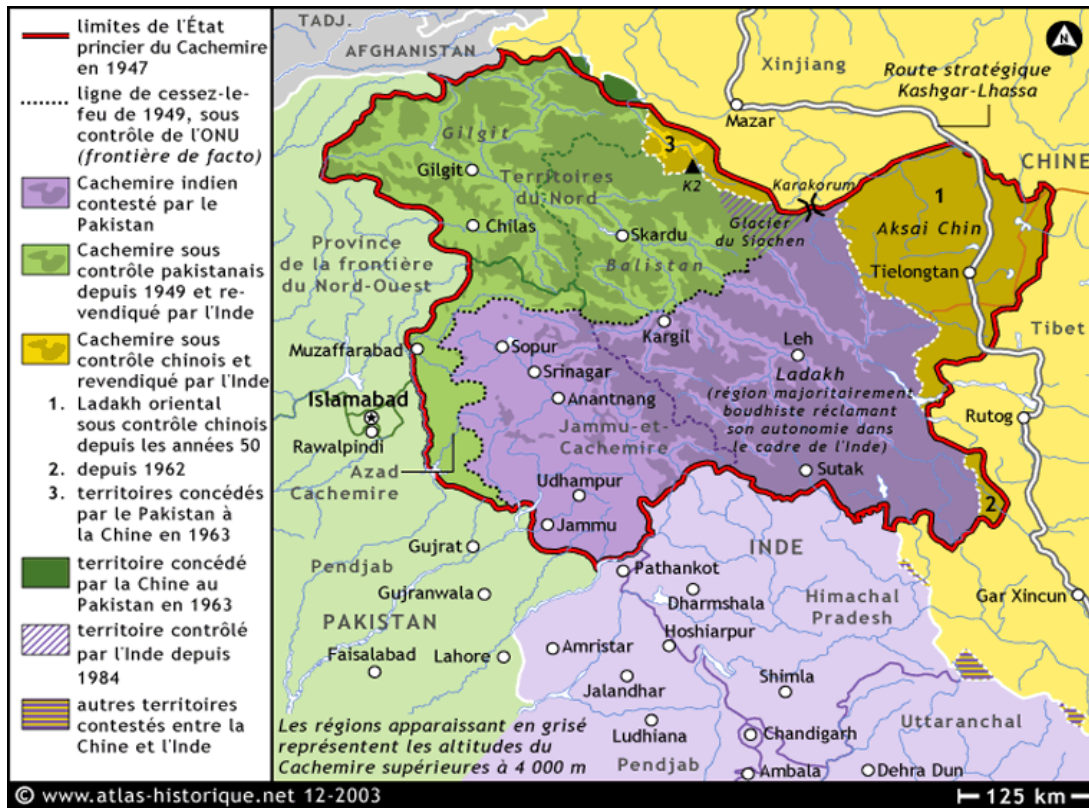 limites de l'État
princier du Cachemire
en 1947
ligne de cessez-le-
feu de 1949, sous
contrôle de l'ONU
(frontière de facto)
Cachemire indien
contesté par le
Pakistan
Cachemire sous
contrôle pakistanais
depuis 1949 et re-
vendiqué par l'Inde
Cachemire sous
contrôle chinois et
revendiqué par l'Inde
1. Ladakh oriental
sous contrôle chinois
depuis les années 50
2. depuis 1962
3. territoires concédés
par le Pakistan à
la Chine en 1963
territoire concédé
par la Chine au
Pakistan en 1963
territoire contrôlé
par l'Inde depuis
1984
autres territoires
contestés entre la
Chine et l'Inde
TADJ.
AFGHANISTAN
N
Xinjiang
Route stratégique
Kashgar-Lhassa
Mazar
CHINE
Gilgit
Gilgit
3
K2
Territoires
du Nord
Karakorum
1
Aksai Chin
Chilas
Skardu
Glacier
du Siachen
Province
de la frontière
du Nord-Ouest
Balistan
Tielongtan
Tibet
Kargil
Muzaffarabad
Sopur
Leh
Srinagar
Ladakh
(région majoritairement
boudhiste réclamant
son autonomie dans
le cadre de l'Inde)
Islamabad
Anantnang
Rutog
Rawalpindi
Jammu-et-
Cachemire
Azad
Cachemire
Sutak
Udhampur
2
Jammu
Gujrat
INDE
Pendjab
Pathankot
Gujranwala
Dharmshala
Himachal
Pradesh
Gar Xincun
PAKISTAN
Hoshiarpur
Faisalabad
Lahore
Amristar
Jalandhar
Shimla
Uttaranchal
Ludhiana
Chandigarh
Pendjab
Ambala
Dehra Dun
Les régions apparaissant en grisé
représentent les altitudes du
Cachemire supérieures à 4 000 m
© www.atlas-historique.net 12-2003
125 km